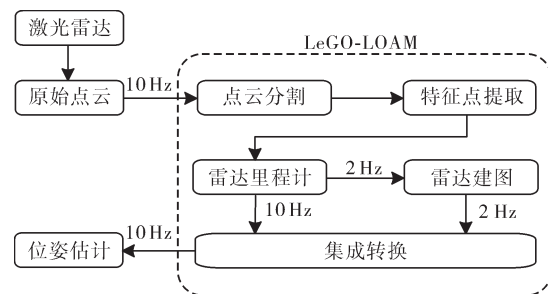 激光雷达
LeGO-LOAM
原始点云
10 Hz
点云分割
特征点提取
雷达里程计
2 Hz
雷达建图
10 Hz
2 Hz
位姿估计
10 Hz
集成转换